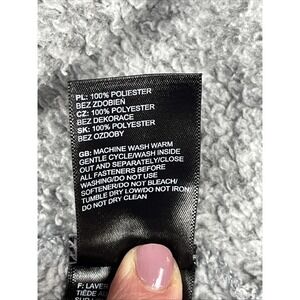 PL: 100% POLIESTER
BEZ ZDOBIEŃ
CZ: 100% POLYESTER
BEZ DEKORACE
SK: 100% POLYESTER
BEZ OZDOBY
GB: MACHINE WASH WARM
GENTLE CYCLE/WASH INSIDE
OUT AND SEPARATELY/CLOSE
ALL FASTENERS BEFORE
WASHING/DO NOT USE
SOFTENER/DO NOT BLEACH/
TUMBLE DRY LOW/DO NOT IRON/
DO NOT DRY CLEAN
F: LAVER
TIÈDE